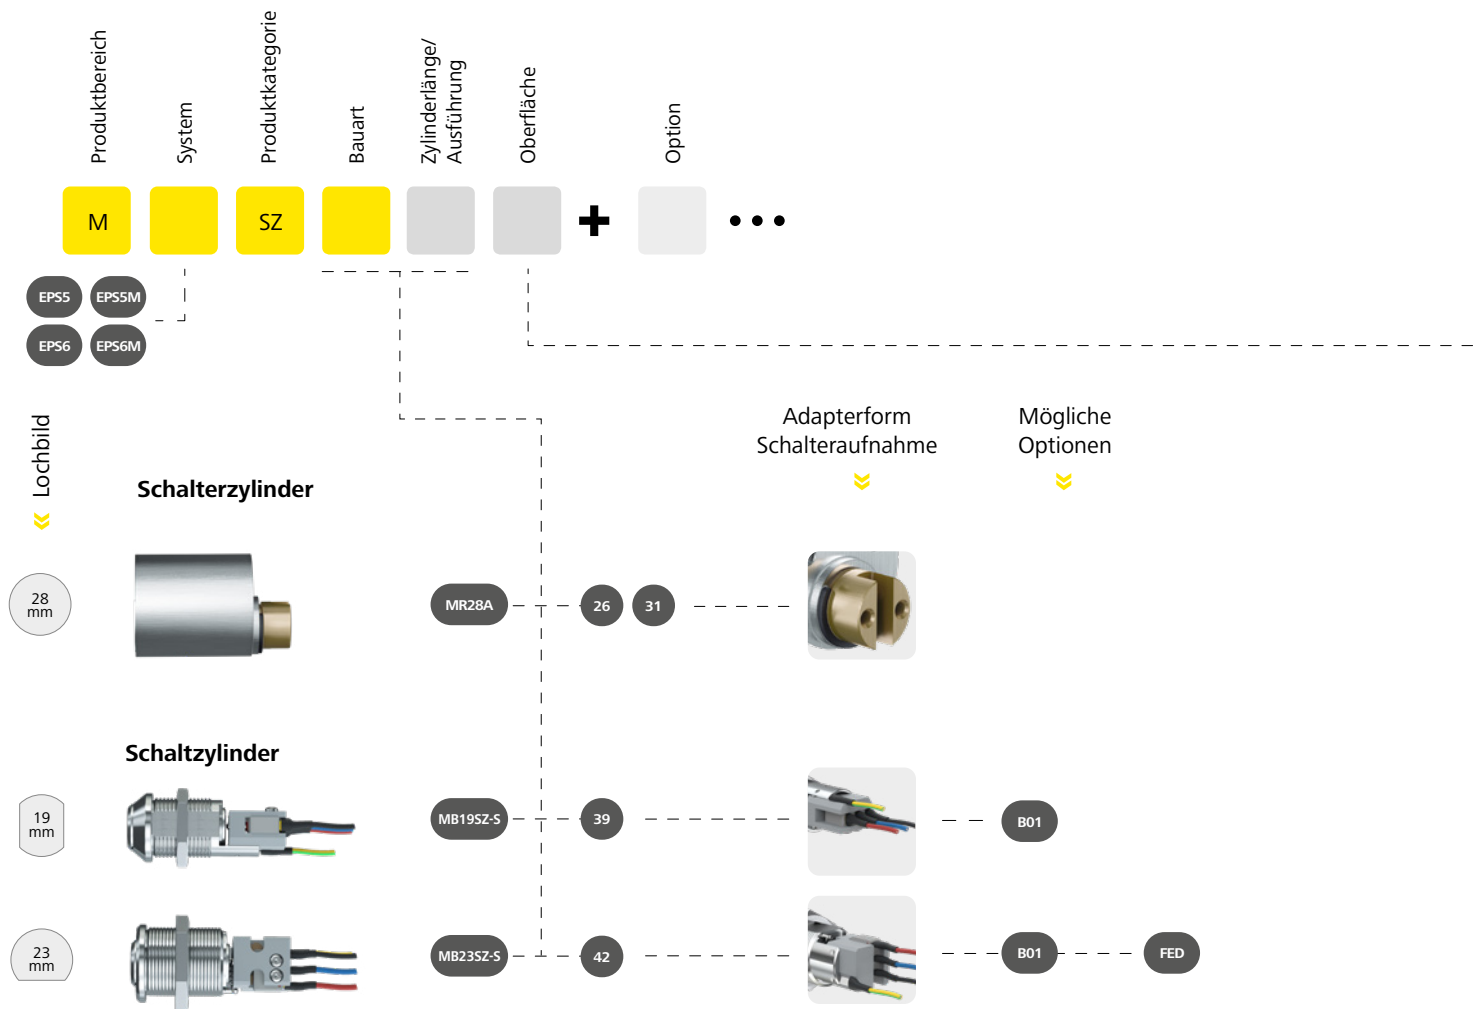 Produktbereich
System
Produktkategorie
Bauart
Zylinderlänge/
Ausführung
Oberfläche
Option
M
SZ
+
•••
EPS5
EPS5M
EPS6
EPS6M
Lochbild
Adapterform
Schalteraufnahme
Mögliche
Optionen
Schalterzylinder
28
mm
MR28A
26
31
Schaltzylinder
19
mm
MB19SZ-S
39
B01
23
mm
MB23SZ-S
42
B01
FED